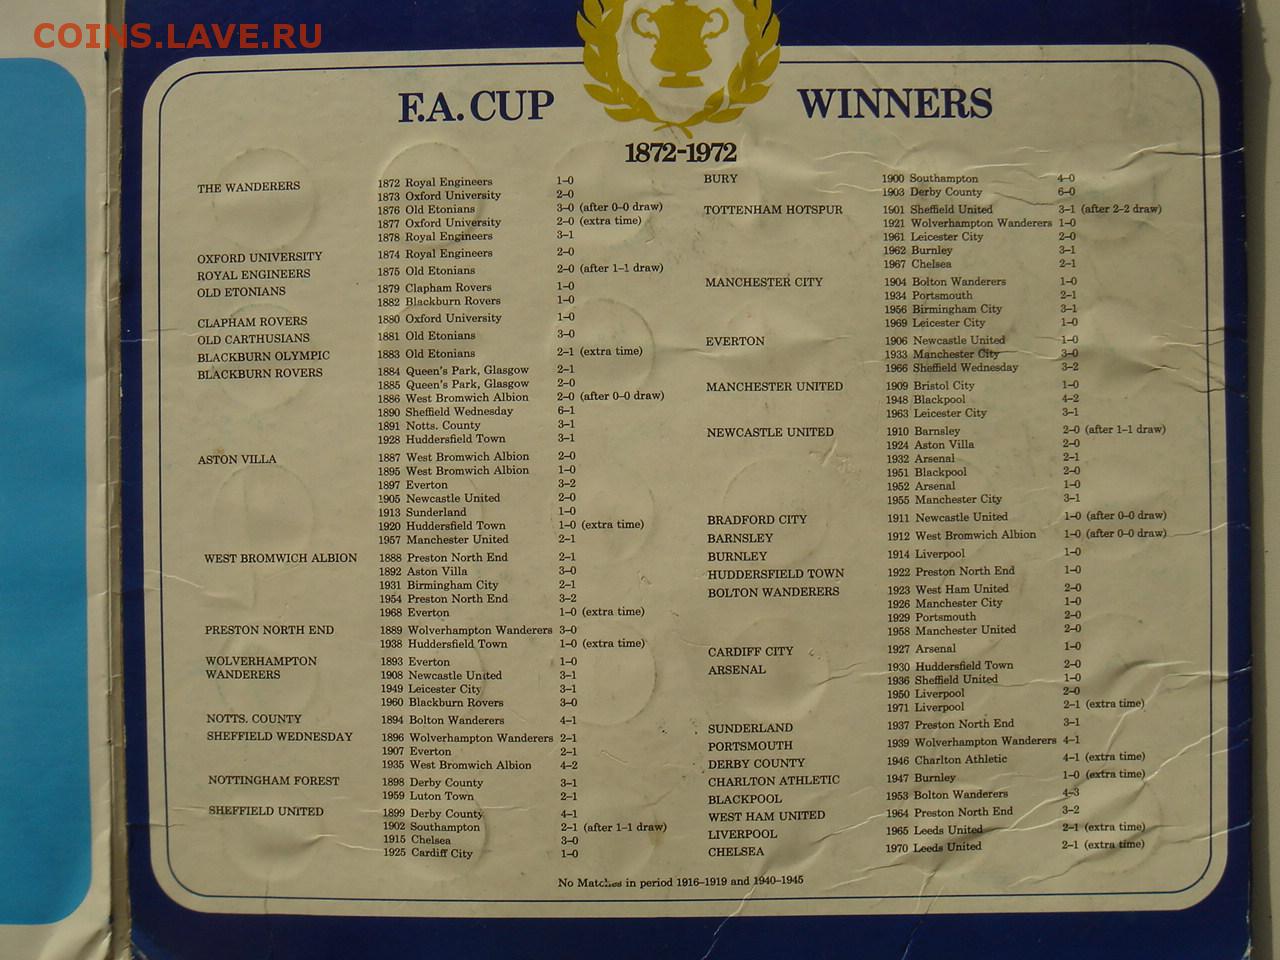 COINS.LAVE.RU
F.A. CUP WINNERS
1872-1972
THE WANDERERS 1872 Royal Engineers 1-0
1873 Oxford University 2-0
1876 Old Etonians 3-0 (after 0-0 draw)
1877 Oxford University 2-0 (extra time)
1878 Royal Engineers 3-1
OXFORD UNIVERSITY 1874 Royal Engineers 2-0
ROYAL ENGINEERS 1875 Old Etonians 2-0 (after 1-1 draw)
OLD ETONIANS 1879 Clapham Rovers 1-0
1882 Blackburn Rovers 1-0
CLAPHAM ROVERS 1880 Oxford University 1-0
OLD CARTHUSIANS 1881 Old Etonians 3-0
BLACKBURN OLYMPIC 1883 Old Etonians 2-1 (extra time)
BLACKBURN ROVERS 1884 Queen's Park, Glasgow 2-1
1885 Queen's Park, Glasgow 2-0
1886 West Bromwich Albion 2-0 (after 0-0 draw)
1890 Sheffield Wednesday 6-1
1891 Notts. County 3-1
1928 Huddersfield Town 3-1
ASTON VILLA 1887 West Bromwich Albion 2-0
1895 West Bromwich Albion 1-0
1897 Everton 3-2
1905 Newcastle United 2-0
1913 Sunderland 1-0
1920 Huddersfield Town 1-0 (extra time)
1957 Manchester United 2-1
WEST BROMWICH ALBION 1888 Preston North End 2-1
1892 Aston Villa 3-0
1931 Birmingham City 2-1
1954 Preston North End 3-2
1968 Everton 1-0 (extra time)
PRESTON NORTH END 1889 Wolverhampton Wanderers 3-0
1938 Huddersfield Town 1-0 (extra time)
WOLVERHAMPTON 1893 Everton 1-0
WANDERERS 1908 Newcastle United 3-1
1949 Leicester City 3-1
1960 Blackburn Rovers 3-0
NOTTS. COUNTY 1894 Bolton Wanderers 4-1
SHEFFIELD WEDNESDAY 1896 Wolverhampton Wanderers 2-1
1907 Everton 2-1
1935 West Bromwich Albion 4-2
NOTTINGHAM FOREST 1898 Derby County 3-1
1959 Luton Town 2-1
SHEFFIELD UNITED 1899 Derby County 4-1
1902 Southampton 2-1 (after 1-1 draw)
1915 Chelsea 3-0
1925 Cardiff City 1-0
BURY 1900 Southampton 4-0
1903 Derby County 6-0
TOTTENHAM HOTSPUR 1901 Sheffield United 3-1 (after 2-2 draw)
1921 Wolverhampton Wanderers 1-0
1961 Leicester City 2-0
1962 Burnley 3-1
1967 Chelsea 2-1
MANCHESTER CITY 1904 Bolton Wanderers 1-0
1934 Portsmouth 2-1
1956 Birmingham City 3-1
1969 Leicester City 1-0
EVERTON 1906 Newcastle United 1-0
1933 Manchester City 3-0
1966 Sheffield Wednesday 3-2
MANCHESTER UNITED 1909 Bristol City 1-0
1948 Blackpool 4-2
1963 Leicester City 3-1
NEWCASTLE UNITED 1910 Barnsley 2-0 (after 1-1 draw)
1924 Aston Villa 2-0
1932 Arsenal 2-1
1951 Blackpool 2-0
1952 Arsenal 1-0
1955 Manchester City 3-1
BRADFORD CITY 1911 Newcastle United 1-0 (after 0-0 draw)
BARNSLEY 1912 West Bromwich Albion 1-0 (after 0-0 draw)
BURNLEY 1914 Liverpool 1-0
HUDDERSFIELD TOWN 1922 Preston North End 1-0
BOLTON WANDERERS 1923 West Ham United 2-0
1926 Manchester City 1-0
1929 Portsmouth 2-0
1958 Manchester United 2-0
CARDIFF CITY 1927 Arsenal 1-0
ARSENAL 1930 Huddersfield Town 2-0
1936 Sheffield United 1-0
1950 Liverpool 2-0
1971 Liverpool 2-1 (extra time)
SUNDERLAND 1937 Preston North End 3-1
PORTSMOUTH 1939 Wolverhampton Wanderers 4-1
DERBY COUNTY 1946 Charlton Athletic 4-1 (extra time)
CHARLTON ATHLETIC 1947 Burnley 1-0 (extra time)
BLACKPOOL 1953 Bolton Wanderers 4-3
WEST HAM UNITED 1964 Preston North End 3-2
LIVERPOOL 1965 Leeds United 2-1 (extra time)
CHELSEA 1970 Leeds United 2-1 (extra time)
No Matches in period 1916-1919 and 1940-1945